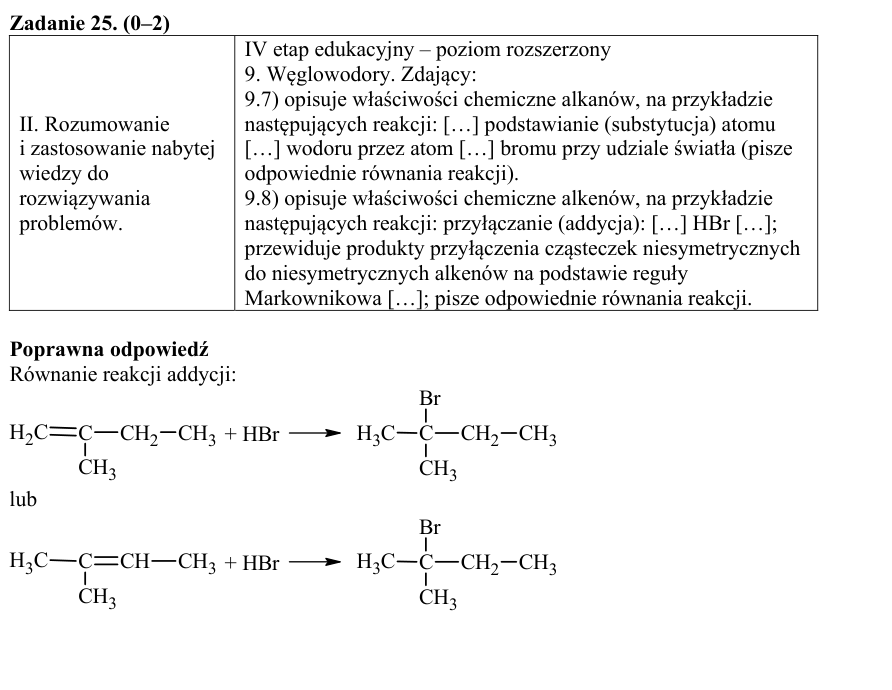 Zadanie 25. (0–2)
II. Rozumowanie
i zastosowanie nabytej
wiedzy do
rozwiązywania
problemów.
IV etap edukacyjny – poziom rozszerzony
9. Węglowodory. Zdający:
9.7) opisuje właściwości chemiczne alkanów, na przykładzie
następujących reakcji: […] podstawianie (substytucja) atomu
[…] wodoru przez atom […] bromu przy udziale światła (pisze
odpowiednie równania reakcji).
9.8) opisuje właściwości chemiczne alkenów, na przykładzie
następujących reakcji: przyłączanie (addycja): […] HBr […];
przewiduje produkty przyłączenia cząsteczek niesymetrycznych
do niesymetrycznych alkenów na podstawie reguły
Markownikowa […]; pisze odpowiednie równania reakcji.
Poprawna odpowiedź
Równanie reakcji addycji:
Br
H₂C=C—CH₂—CH₃ + HBr ⟶ H₃C—C—CH₂—CH₃
CH₃ CH₃
lub
Br
H₃C—C=CH—CH₃ + HBr ⟶ H₃C—C—CH₂—CH₃
CH₃ CH₃